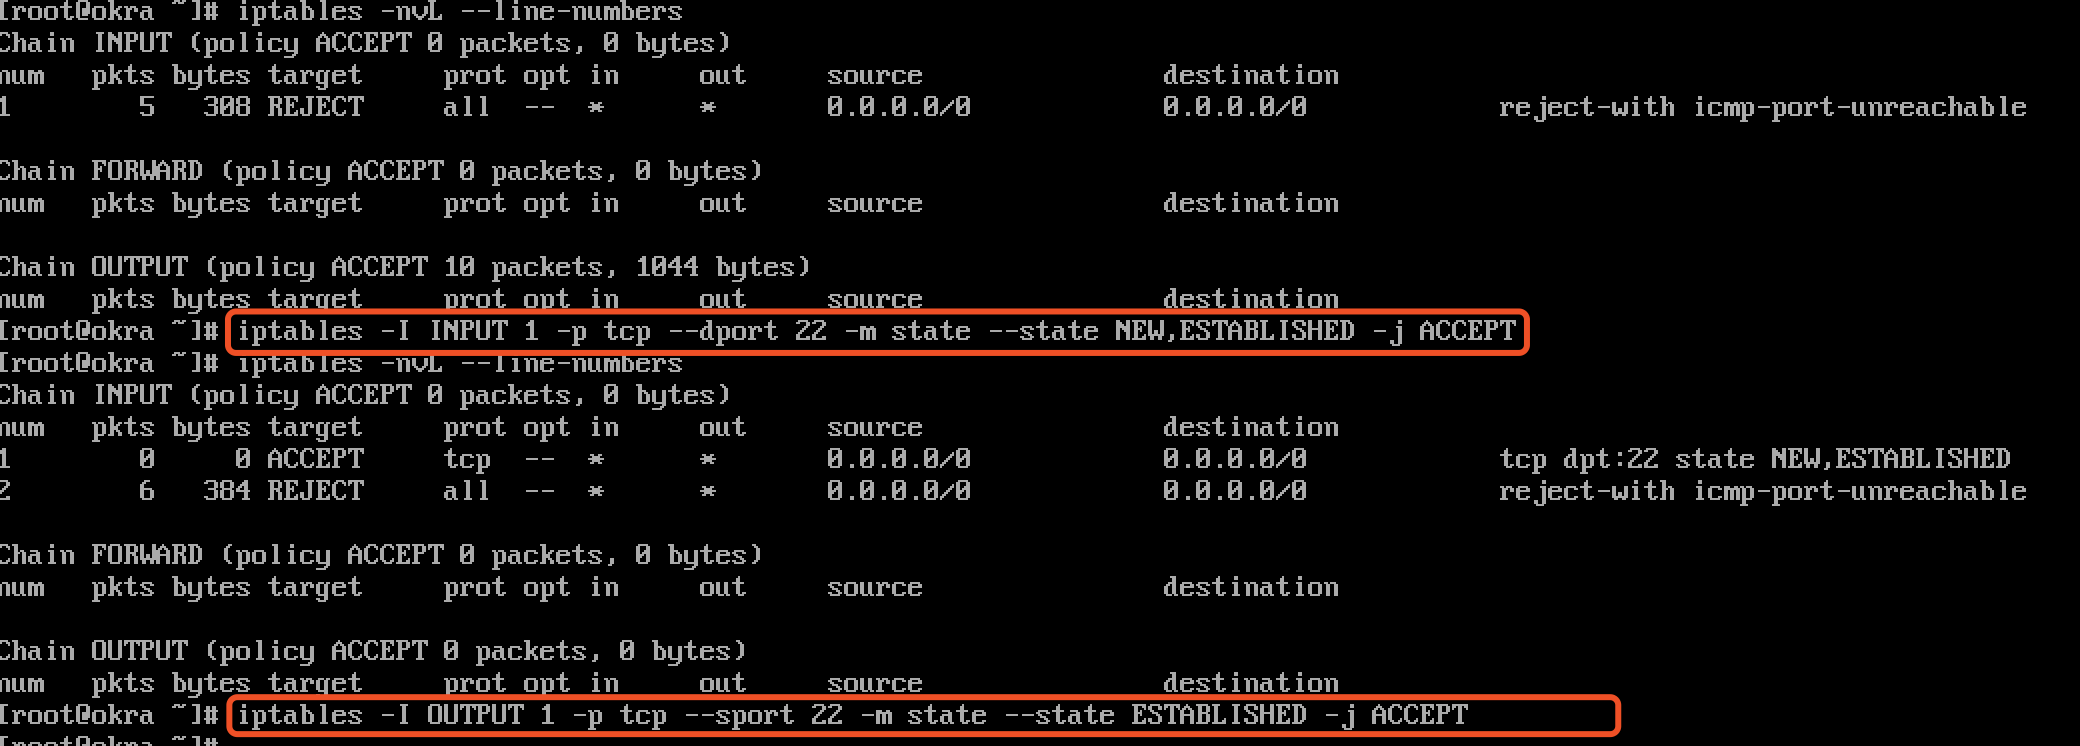 [root@okra ~]# iptables -nvL --line-numbers
Chain INPUT (policy ACCEPT 0 packets, 0 bytes)
num   pkts bytes target     prot opt in     out     source               destination
1        5   308 REJECT     all  --  *      *       0.0.0.0/0            0.0.0.0/0            reject-with icmp-port-unreachable
Chain FORWARD (policy ACCEPT 0 packets, 0 bytes)
num   pkts bytes target     prot opt in     out     source               destination
Chain OUTPUT (policy ACCEPT 10 packets, 1044 bytes)
num   pkts bytes target     prot opt in     out     source               destination
[root@okra ~]# iptables -I INPUT 1 -p tcp --dport 22 -m state --state NEW,ESTABLISHED -j ACCEPT
[root@okra ~]# iptables -nvL --line-numbers
Chain INPUT (policy ACCEPT 0 packets, 0 bytes)
num   pkts bytes target     prot opt in     out     source               destination
1        0     0 ACCEPT     tcp  --  *      *       0.0.0.0/0            0.0.0.0/0            tcp dpt:22 state NEW,ESTABLISHED
2        6   384 REJECT     all  --  *      *       0.0.0.0/0            0.0.0.0/0            reject-with icmp-port-unreachable
Chain FORWARD (policy ACCEPT 0 packets, 0 bytes)
num   pkts bytes target     prot opt in     out     source               destination
Chain OUTPUT (policy ACCEPT 0 packets, 0 bytes)
num   pkts bytes target     prot opt in     out     source               destination
[root@okra ~]# iptables -I OUTPUT 1 -p tcp --sport 22 -m state --state ESTABLISHED -j ACCEPT
[root@okra ~]#